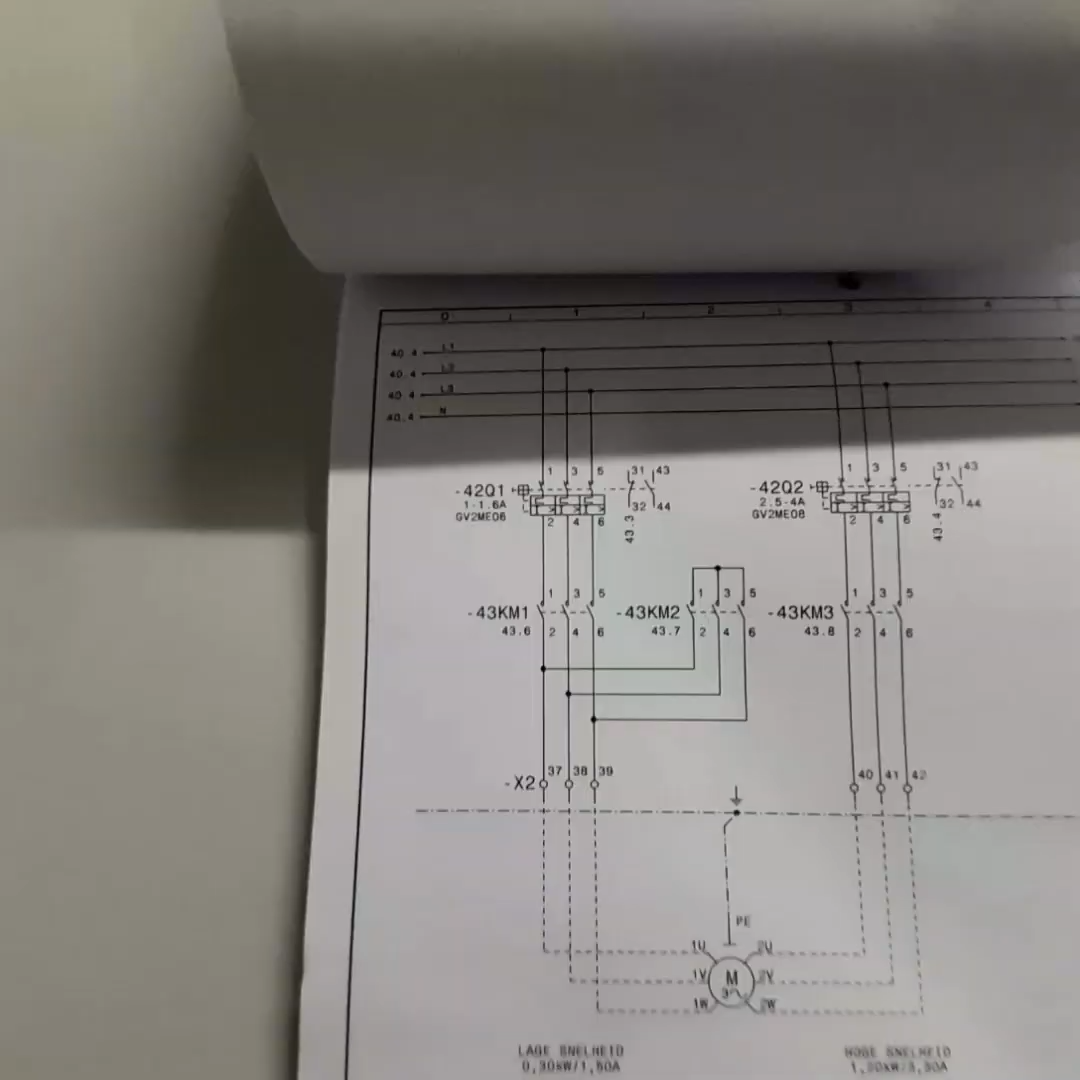 0 1 2 3 4
40.4 L1
40.4 L2
40.4 L3
40.4 N
1 3 5 31 43
-42Q1
1-1.6A
GV2ME06
2 4 6 32 44
43.3
1 3 5 31 43
-42Q2
2.5-4A
GV2ME08
2 4 6 32 44
43.4
1 3 5
-43KM1
43.6 2 4 6
1 3 5
-43KM2
43.7 2 4 6
1 3 5
-43KM3
43.8 2 4 6
-X2 37 38 39
40 41 42
PE
1U 2U
1V M 2V
3~
1W 2W
LAGE SNELHEID
0,30kW/1,50A
HOGE SNELHEID